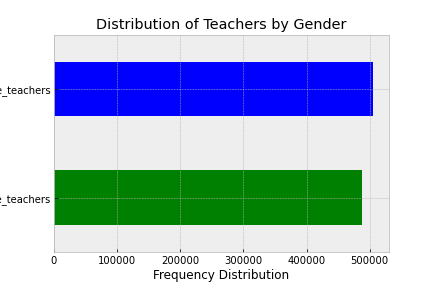 Distribution of Teachers by Gender
e_teachers
e_teachers
0 100000 200000 300000 400000 500000
Frequency Distribution